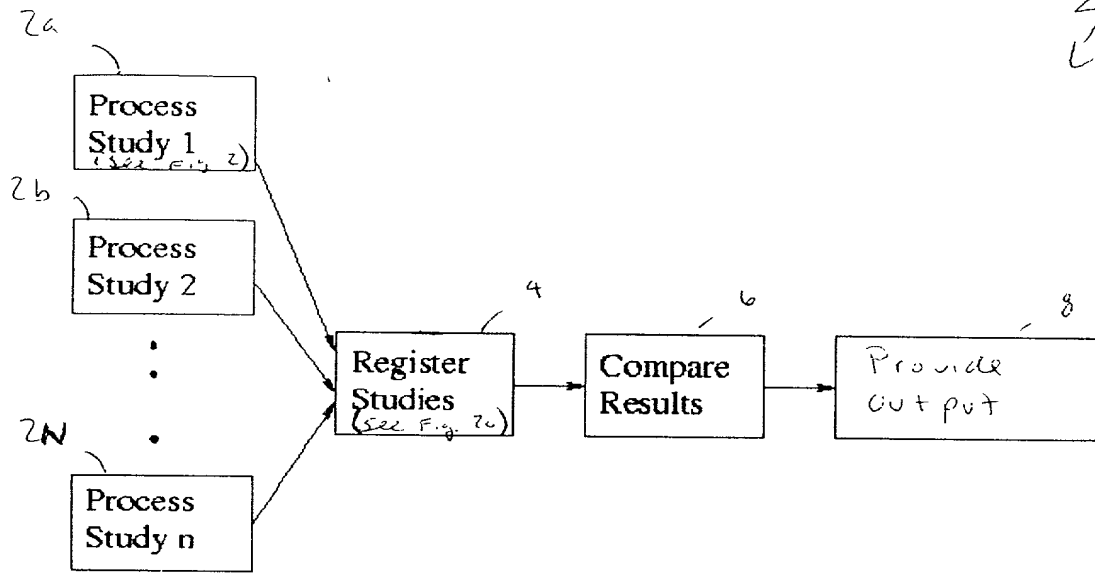 2a
Process
Study 1
(see Fig 2)
2b
Process
Study 2
4
6
8
Register
Studies
(see Fig. 2a)
Compare
Results
Provide
output
2N
Process
Study n